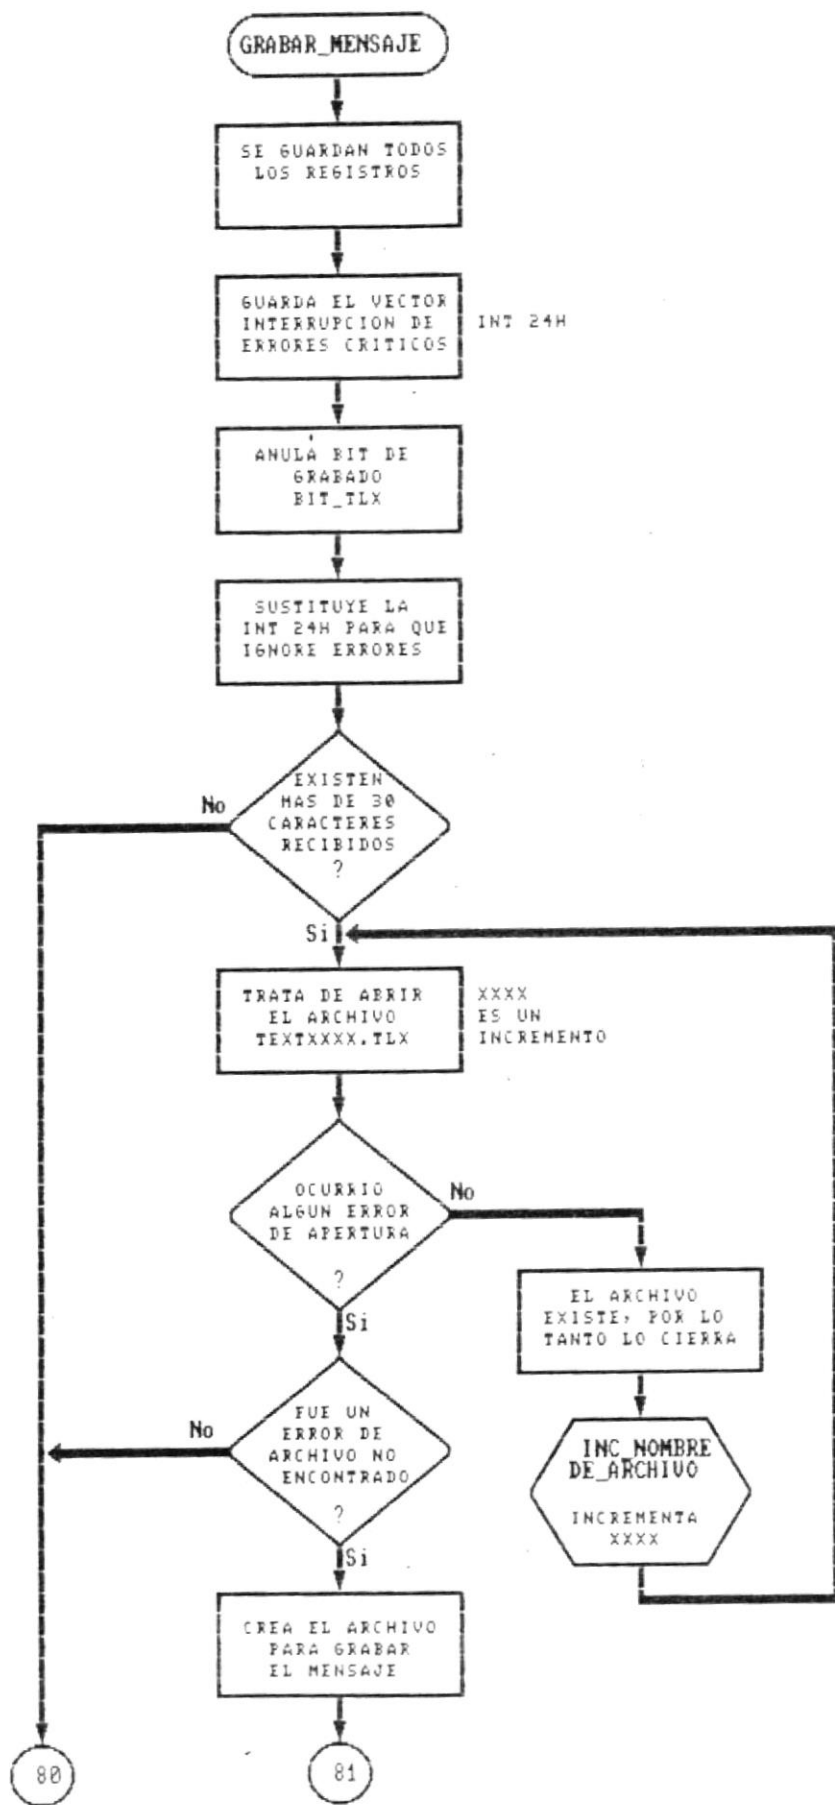 GRABAR_MENSAJE
SE GUARDAN TODOS
LOS REGISTROS
GUARDA EL VECTOR
INTERRUPCION DE
ERRORES CRITICOS
INT 24H
ANULA BIT DE
GRABADO
BIT_TLX
SUSTITUYE LA
INT 24H PARA QUE
IGNORE ERRORES
EXISTEN
MAS DE 30
CARACTERES
RECIBIDOS
?
No
Si
TRATA DE ABRIR
EL ARCHIVO
TEXTXXXX.TLX
XXXX
ES UN
INCREMENTO
OCURRIO
ALGUN ERROR
DE APERTURA
?
No
Si
EL ARCHIVO
EXISTE, POR LO
TANTO LO CIERRA
FUE UN
ERROR DE
ARCHIVO NO
ENCONTRADO
?
No
Si
INC_NOMBRE
DE_ARCHIVO
INCREMENTA
XXXX
CREA EL ARCHIVO
PARA GRABAR
EL MENSAJE
80
81